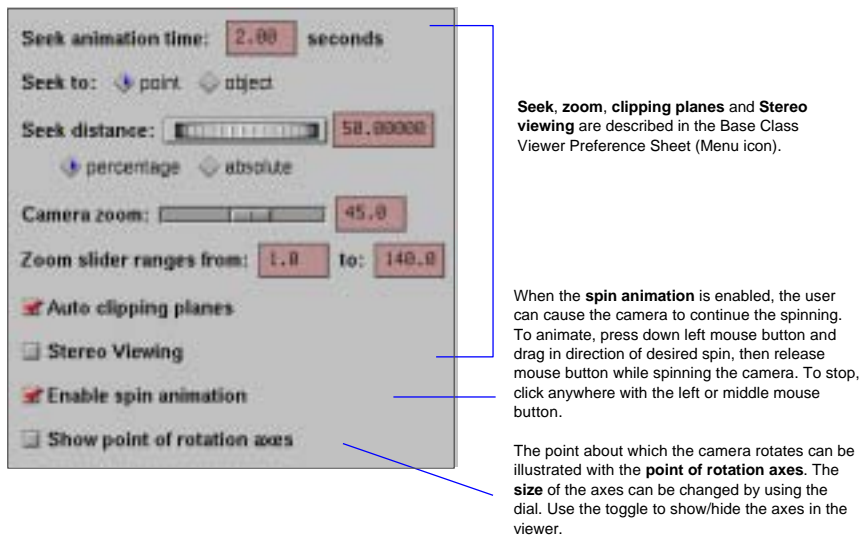 Seek animation time: 2.00 seconds
Seek to: point object
Seek distance: 50.00000
percentage absolute
Camera zoom: 45.0
Zoom slider ranges from: 1.0 to: 140.0
Auto clipping planes
Stereo Viewing
Enable spin animation
Show point of rotation axes
Seek, zoom, clipping planes and Stereo
viewing are described in the Base Class
Viewer Preference Sheet (Menu icon).
When the spin animation is enabled, the user
can cause the camera to continue the spinning.
To animate, press down left mouse button and
drag in direction of desired spin, then release
mouse button while spinning the camera. To stop,
click anywhere with the left or middle mouse
button.
The point about which the camera rotates can be
illustrated with the point of rotation axes. The
size of the axes can be changed by using the
dial. Use the toggle to show/hide the axes in the
viewer.